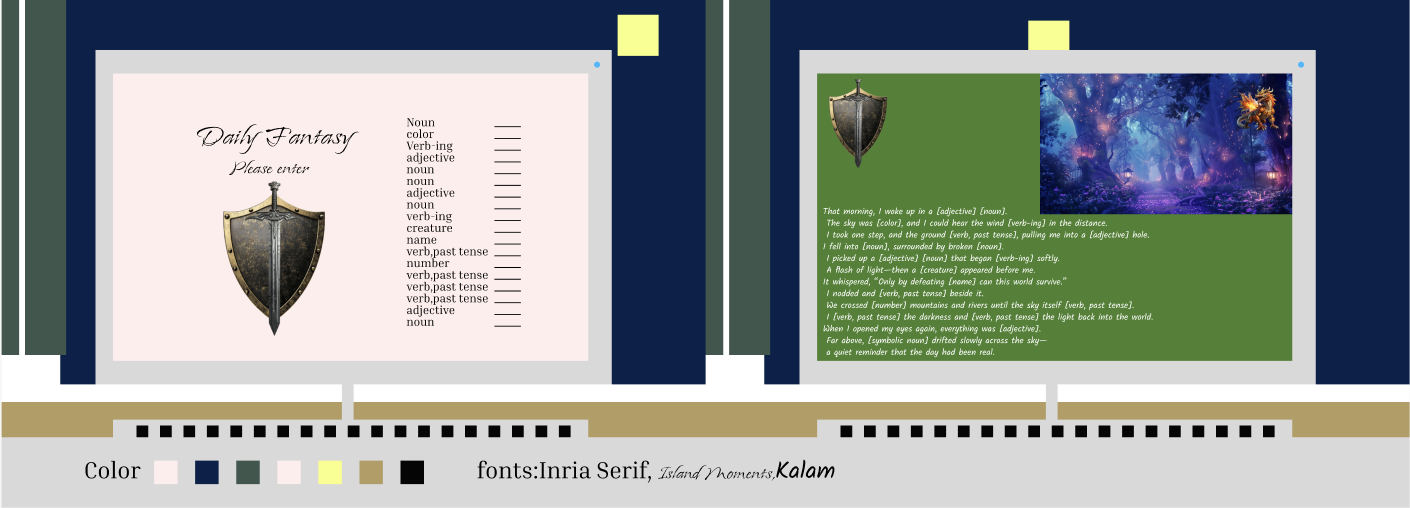 Daily Fantasy
Please enter
Noun ____
color ____
Verb-ing ____
adjective ____
noun ____
noun ____
adjective ____
noun ____
verb-ing ____
creature ____
name ____
verb,past tense ____
number ____
verb,past tense ____
verb,past tense ____
verb,past tense ____
adjective ____
noun ____
That morning, I woke up in a [adjective] [noun].
The sky was [color], and I could hear the wind [verb-ing] in the distance.
I took one step, and the ground [verb, past tense], pulling me into a [adjective] hole.
I fell into [noun], surrounded by broken [noun].
I picked up a [adjective] [noun] that began [verb-ing] softly.
A flash of light—then a [creature] appeared before me.
It whispered, “Only by defeating [name] can this world survive.”
I nodded and [verb, past tense] beside it.
We crossed [number] mountains and rivers until the sky itself [verb, past tense].
I [verb, past tense] the darkness and [verb, past tense] the light back into the world.
When I opened my eyes again, everything was [adjective].
Far above, [symbolic noun] drifted slowly across the sky—
a quiet reminder that the day had been real.
Color
fonts:Inria Serif, Island Moments,Kalam